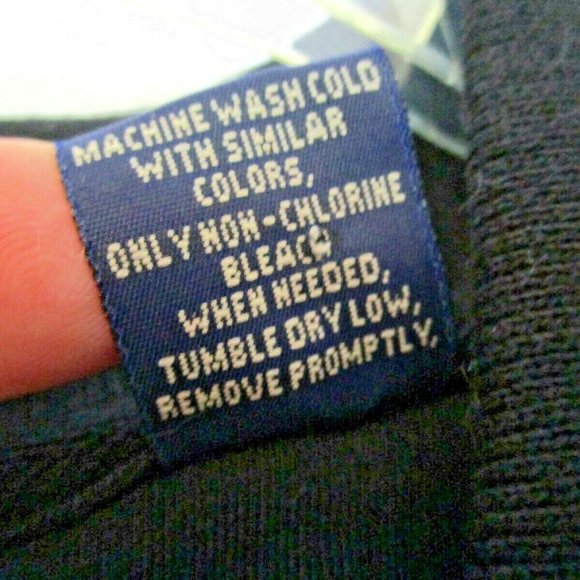 MACHINE WASH COLD
WITH SIMILAR
COLORS,
ONLY NON-CHLORINE
BLEACH
WHEN NEEDED,
TUMBLE DRY LOW,
REMOVE PROMPTLY,